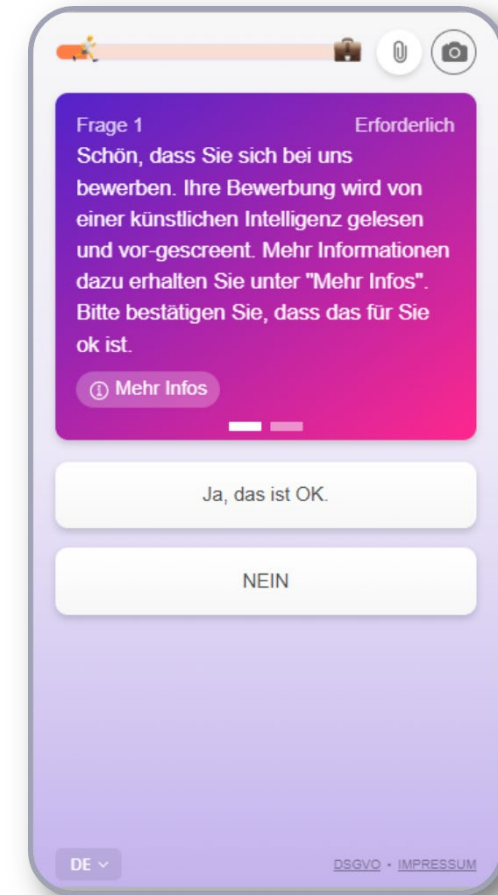 Frage 1 Erforderlich
Schön, dass Sie sich bei uns
bewerben. Ihre Bewerbung wird von
einer künstlichen Intelligenz gelesen
und vor-gescreent. Mehr Informationen
dazu erhalten Sie unter "Mehr Infos".
Bitte bestätigen Sie, dass das für Sie
ok ist.
Mehr Infos
Ja, das ist OK.
NEIN
DE
DSGVO • IMPRESSUM